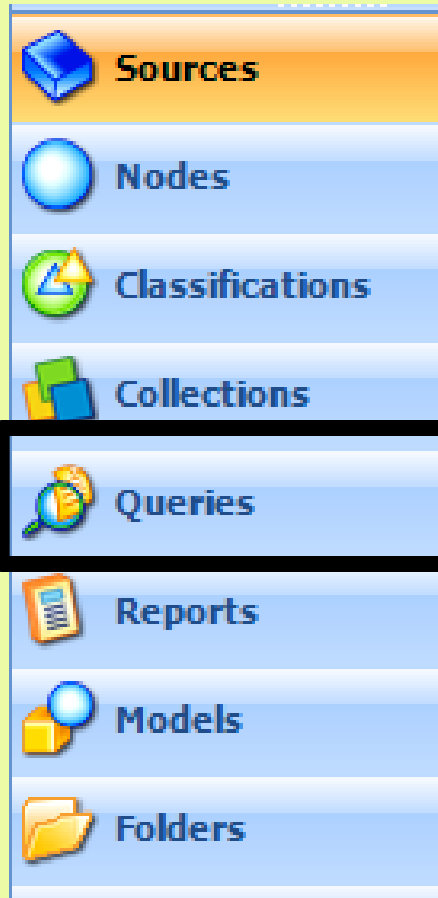 Sources
Nodes
Classifications
Collections
Queries
Reports
Models
Folders